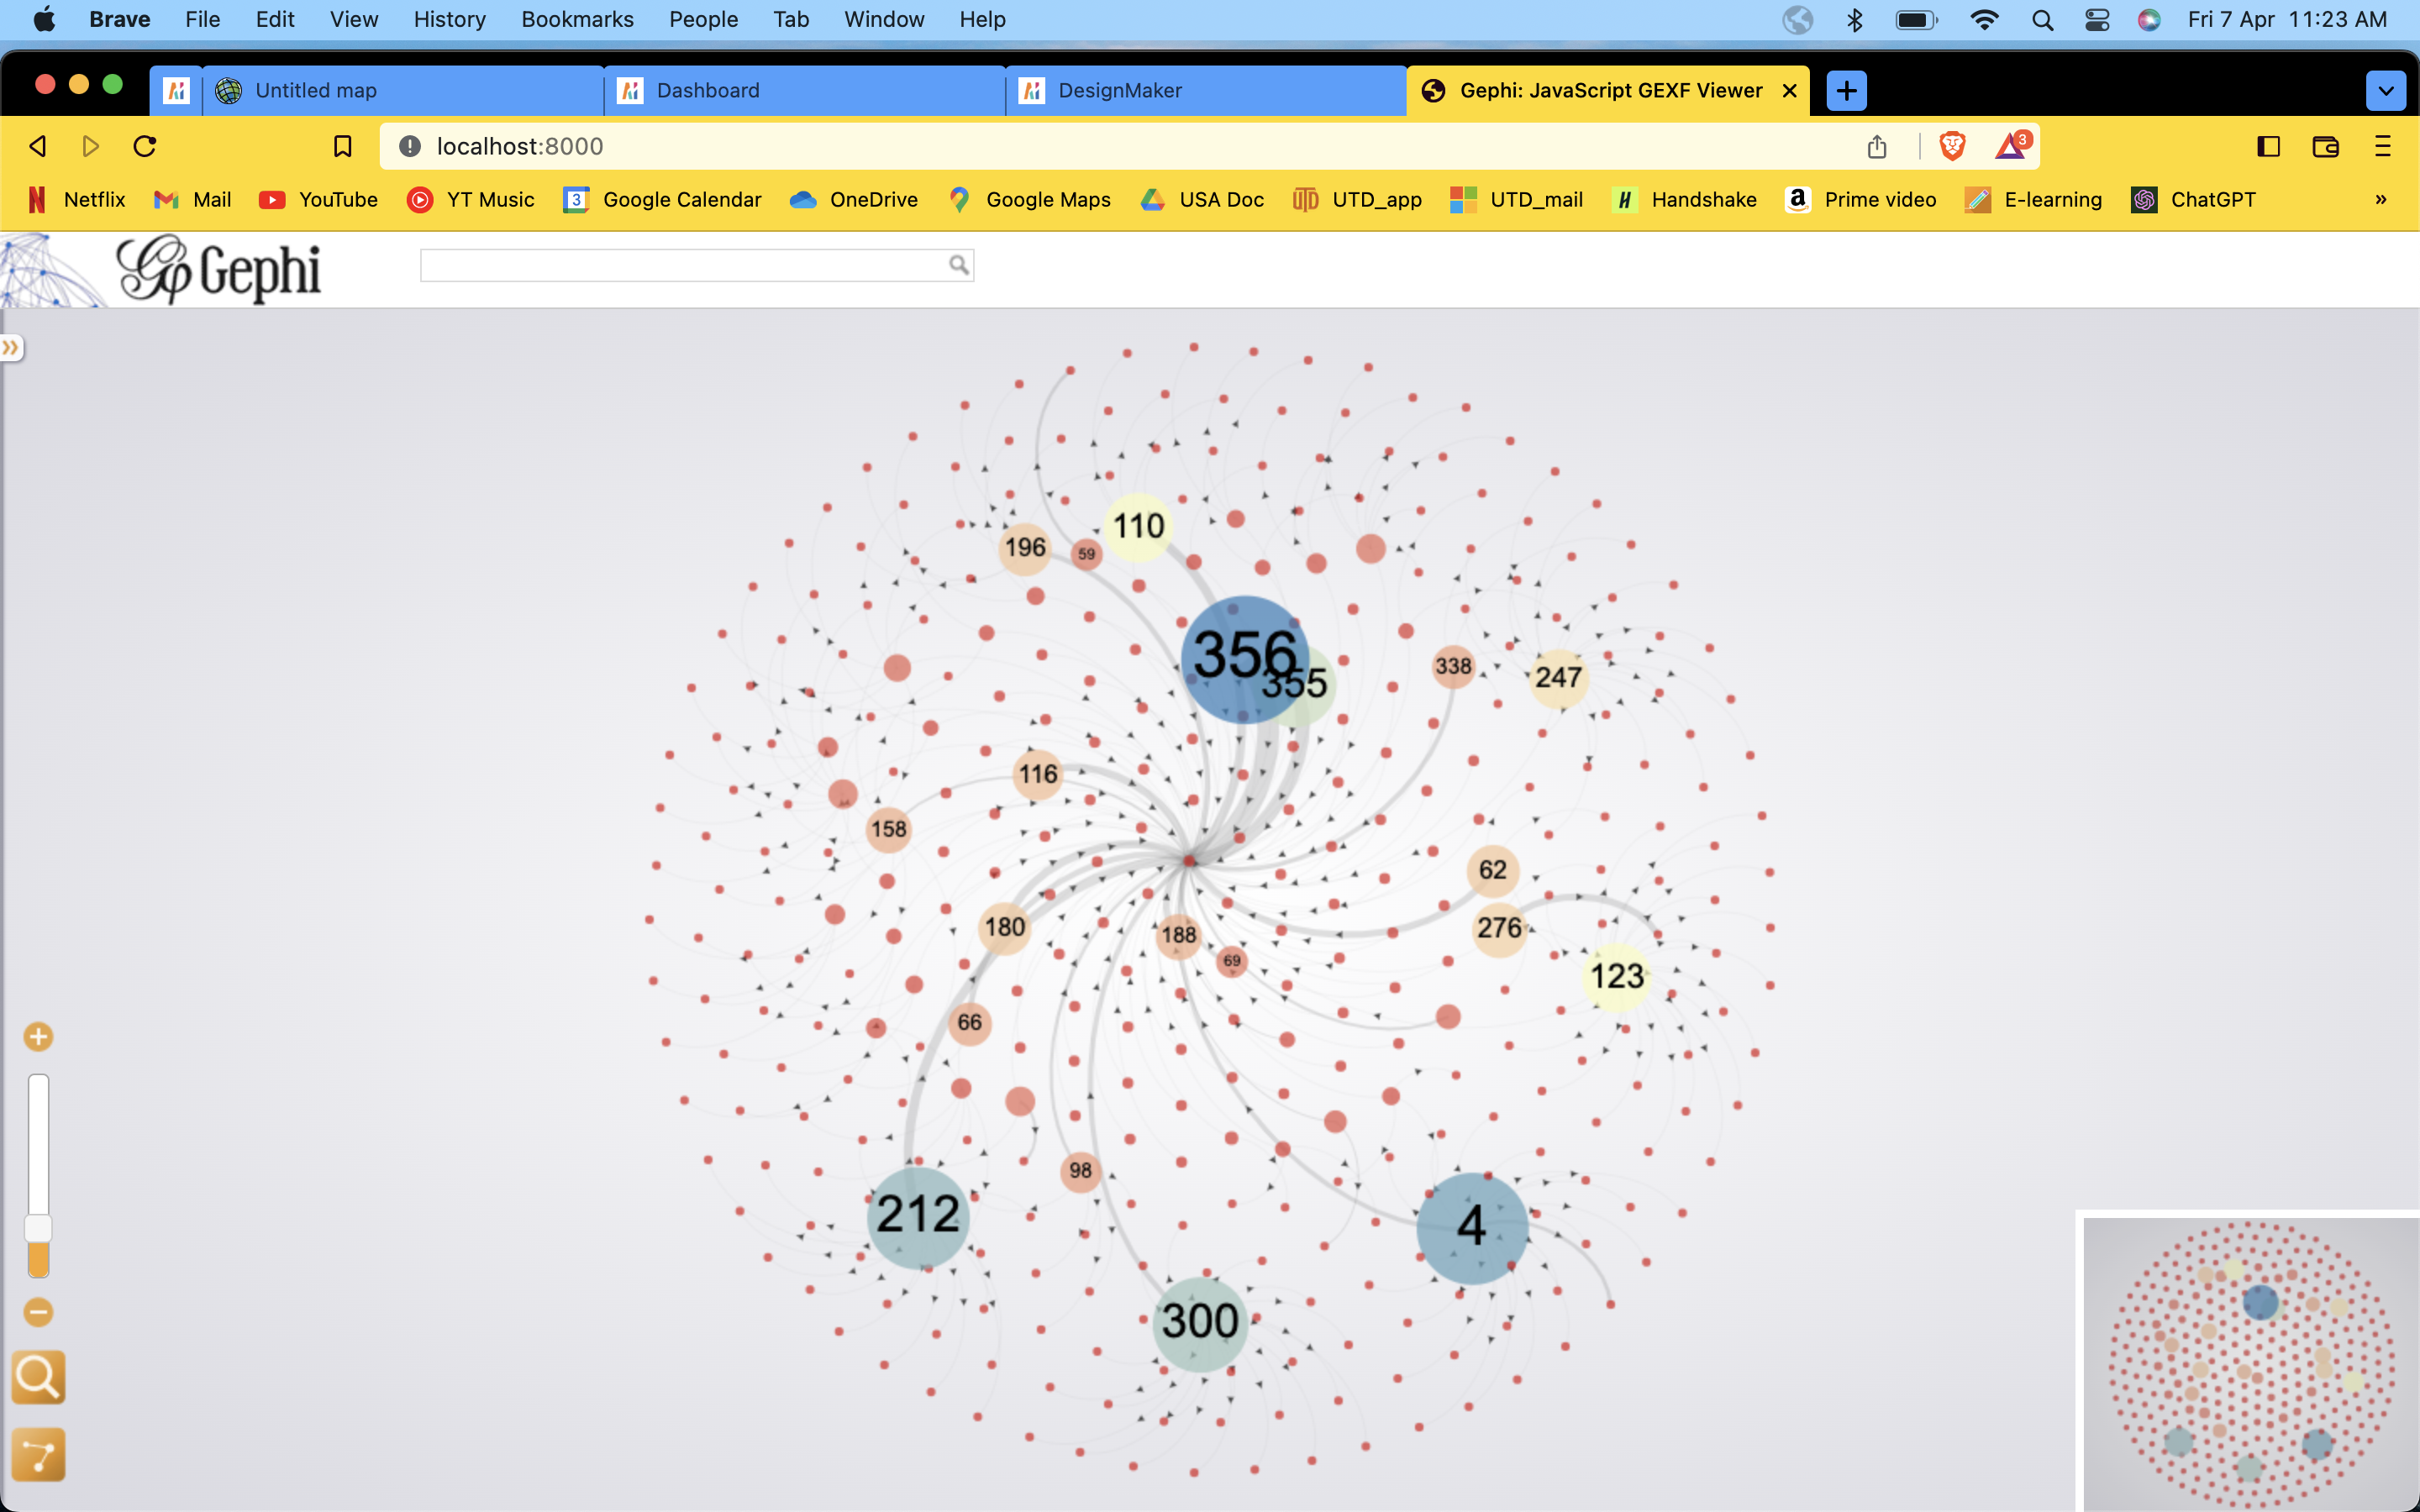 Brave File Edit View History Bookmarks People Tab Window Help Fri 7 Apr 11:23 AM
Untitled map Dashboard DesignMaker Gephi: JavaScript GEXF Viewer
localhost:8000 3
Netflix Mail YouTube YT Music 3 Google Calendar OneDrive Google Maps USA Doc UTD_app UTD_mail Handshake Prime video E-learning ChatGPT »
Gephi
110
196 59
356
355
338 247
116
158
62
180 188 276
69
123
66
98
212 4
300